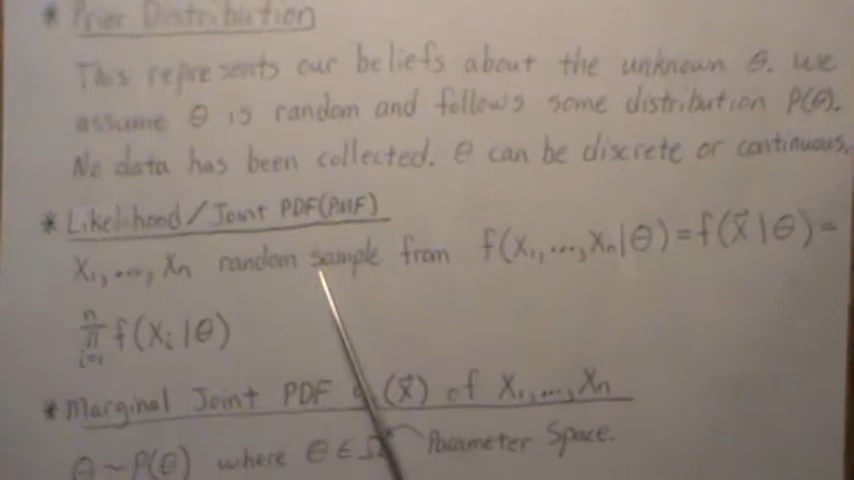 * Prior Distribution
This represents our beliefs about the unknown θ. We
assume θ is random and follows some distribution P(θ).
No data has been collected. θ can be discrete or continuous.
* Likelihood/Joint PDF(PMF)
X₁, ..., Xn random sample from f(X₁, ..., Xn|θ) = f(x⃗|θ) =
∏ᵢ₌₁ⁿ f(Xᵢ|θ)
* Marginal Joint PDF (x⃗) of X₁, ..., Xn
θ ~ P(θ) where θ ∈ Ω Parameter Space.